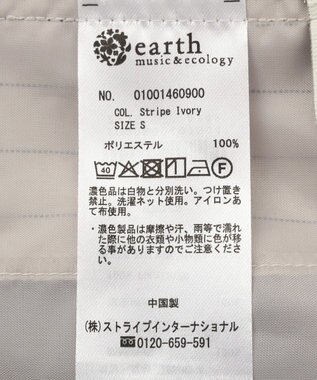 earth
music&ecology
NO. 01001460900
COL. Stripe Ivory
SIZE S
ポリエステル 100%
40 F
濃色品は白物と分別洗い。つけ置き
禁止。洗濯ネット使用。アイロンあ
て布使用。
・濃色製品は摩擦や汗、雨等で濡れ
た際に他の衣類や小物類に色が移
る事がありますのでご注意くださ
い。
中国製
(株)ストライプインターナショナル
0120-659-591